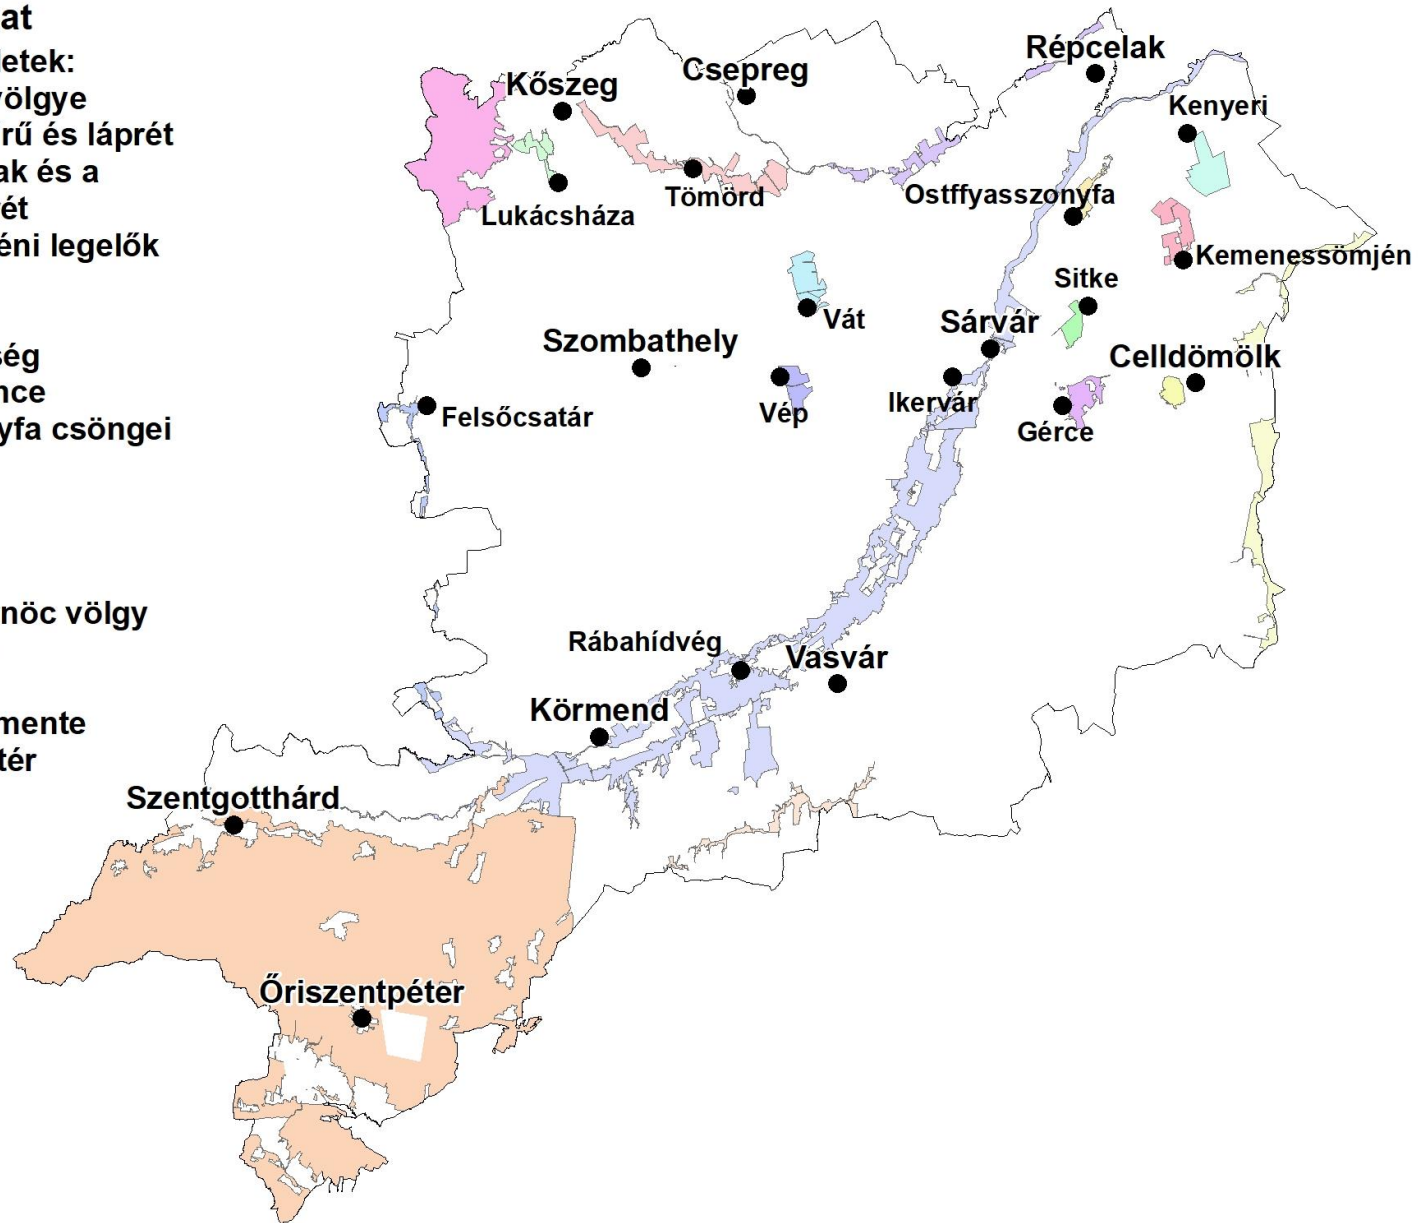 at
letek:
völgye
rű és láprét
ak és a
ét
éni legelők
ség
nce
yfa csöngei
nöc völgy
mente
tér
Répcelak
Csepreg
Kőszeg
Kenyeri
Tömörd
Ostffyasszonyfa
Lukácsháza
Kemenessömjén
Sitke
Vát
Sárvár
Szombathely
Celldömölk
Ikervár
Vép
Felsőcsatár
Gérce
Rábahídvég
Vasvár
Körmend
Szentgotthárd
Őriszentpéter